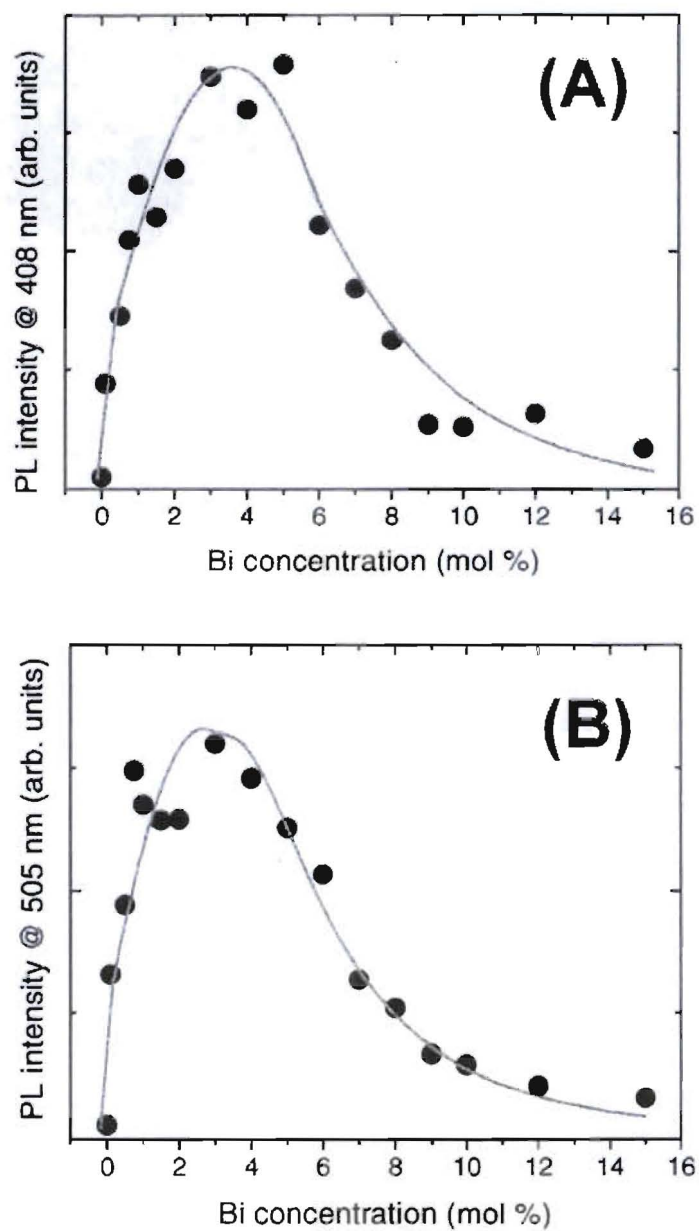 (A)
PL intensity @ 408 nm (arb. units)
0 2 4 6 8 10 12 14 16
Bi concentration (mol %)
(B)
PL intensity @ 505 nm (arb. units)
0 2 4 6 8 10 12 14 16
Bi concentration (mol %)